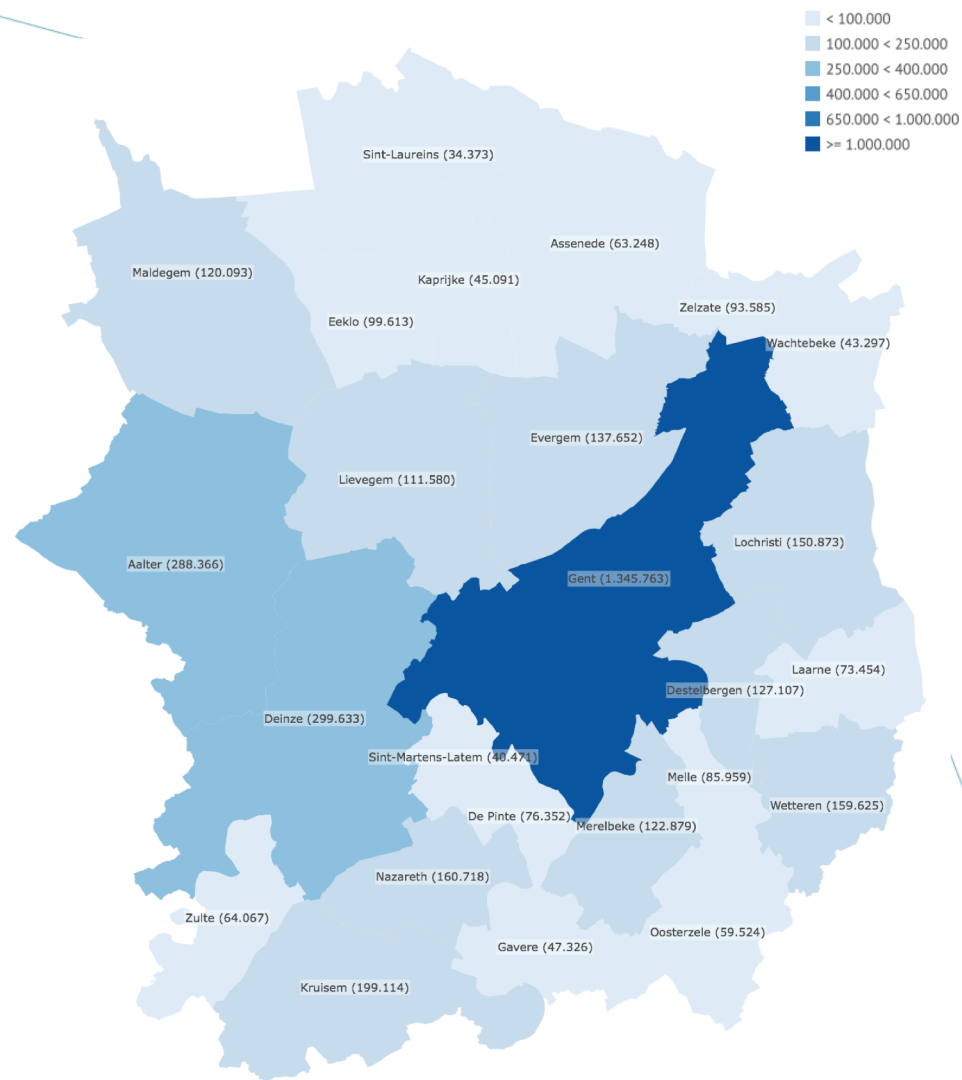 < 100.000
100.000 < 250.000
250.000 < 400.000
400.000 < 650.000
650.000 < 1.000.000
>= 1.000.000
Sint-Laureins (34.373)
Assenede (63.248)
Maldegem (120.093)
Kaprijke (45.091)
Zelzate (93.585)
Eeklo (99.613)
Wachtebeke (43.297)
Evergem (137.652)
Lievegem (111.580)
Lochristi (150.873)
Aalter (288.366)
Gent (1.345.763)
Laarne (73.454)
Destelbergen (127.107)
Deinze (299.633)
Sint-Martens-Latem (40.471)
Melle (85.959)
Wetteren (159.625)
De Pinte (76.352)
Merelbeke (122.879)
Nazareth (160.718)
Zulte (64.067)
Oosterzele (59.524)
Gavere (47.326)
Kruisem (199.114)